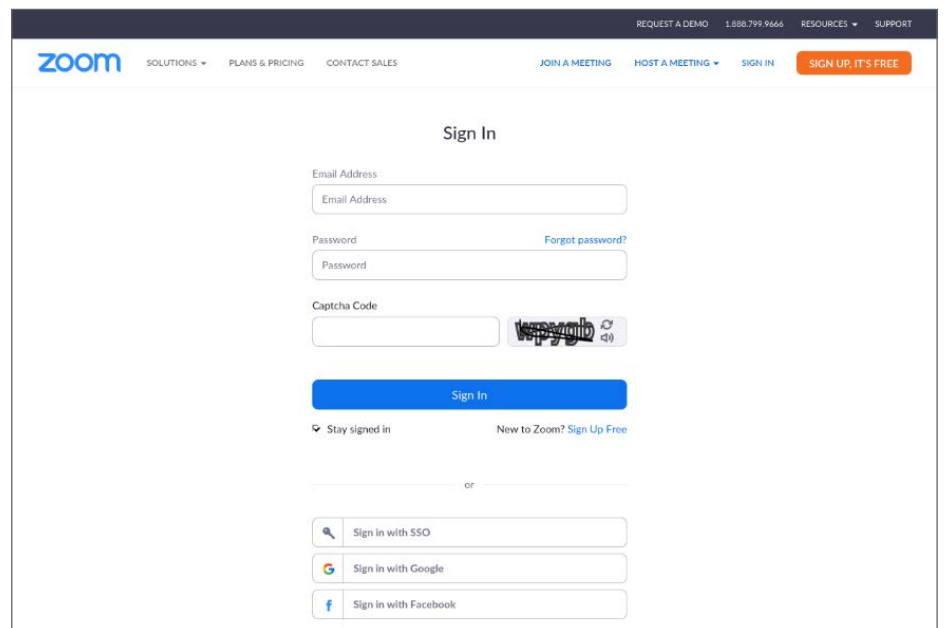 REQUEST A DEMO 1.888.799.9666 RESOURCES SUPPORT
zoom SOLUTIONS PLANS & PRICING CONTACT SALES JOIN A MEETING HOST A MEETING SIGN IN SIGN UP, IT'S FREE
Sign In
Email Address
Email Address
Password Forgot password?
Password
Captcha Code
wpygb
Sign In
Stay signed in New to Zoom? Sign Up Free
or
Sign in with SSO
Sign in with Google
Sign in with Facebook